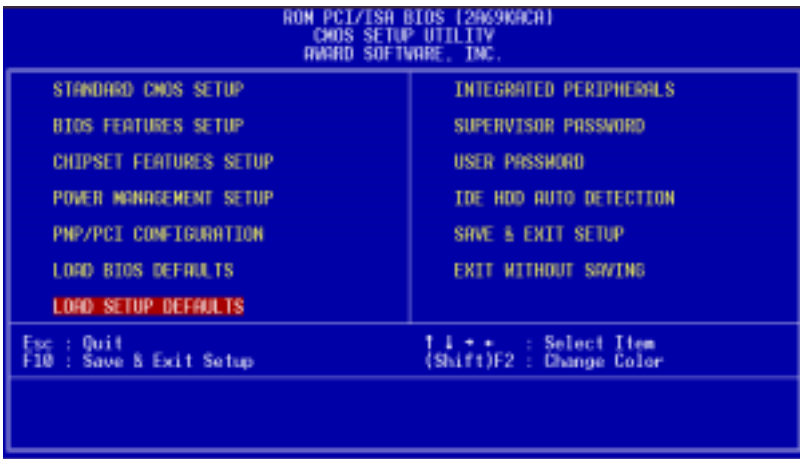 ROM PCI/ISA BIOS (2A69KACA)
CMOS SETUP UTILITY
AWARD SOFTWARE, INC.
STANDARD CMOS SETUP
BIOS FEATURES SETUP
CHIPSET FEATURES SETUP
POWER MANAGEMENT SETUP
PNP/PCI CONFIGURATION
LOAD BIOS DEFAULTS
LOAD SETUP DEFAULTS
INTEGRATED PERIPHERALS
SUPERVISOR PASSWORD
USER PASSWORD
IDE HDD AUTO DETECTION
SAVE & EXIT SETUP
EXIT WITHOUT SAVING
Esc : Quit
F10 : Save & Exit Setup
↑ ↓ → ← : Select Item
(Shift)F2 : Change Color